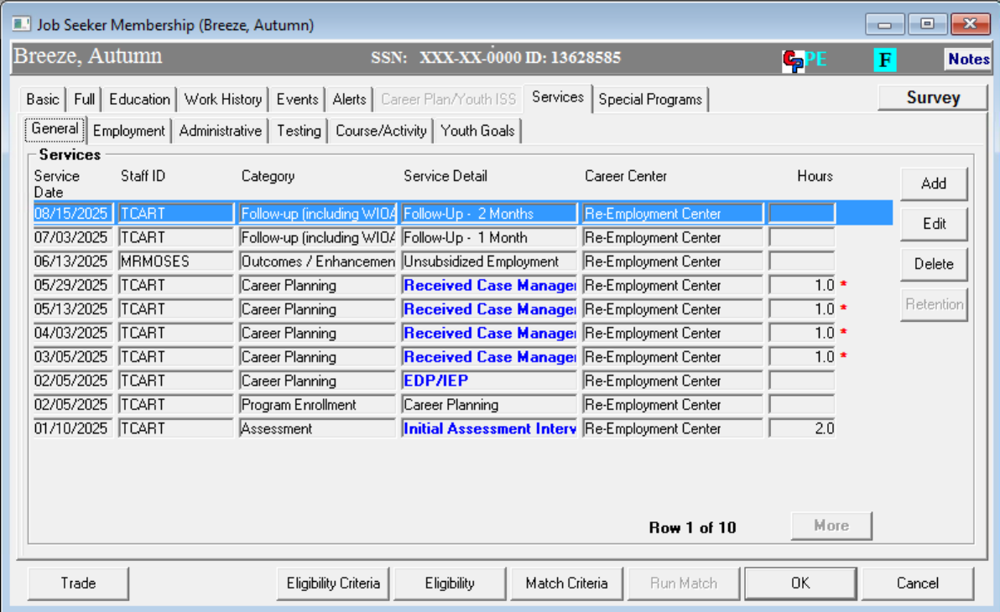 Job Seeker Membership (Breeze, Autumn)
Breeze, Autumn SSN: XXX-XX-0000 ID: 13628585 CP PE F Notes
Basic Full Education Work History Events Alerts Career Plan/Youth ISS Services Special Programs Survey
General Employment Administrative Testing Course/Activity Youth Goals
Services
Service Date Staff ID Category Service Detail Career Center Hours
Add
08/15/2025 TCART Follow-up (including WIOA Follow-Up - 2 Months Re-Employment Center
Edit
07/03/2025 TCART Follow-up (including WIOA Follow-Up - 1 Month Re-Employment Center
06/13/2025 MRMOSES Outcomes / Enhancemen Unsubsidized Employment Re-Employment Center
Delete
05/29/2025 TCART Career Planning Received Case Manager Re-Employment Center 1.0 *
Retention
05/13/2025 TCART Career Planning Received Case Manager Re-Employment Center 1.0 *
04/03/2025 TCART Career Planning Received Case Manager Re-Employment Center 1.0 *
03/05/2025 TCART Career Planning Received Case Manager Re-Employment Center 1.0 *
02/05/2025 TCART Career Planning EDP/IEP Re-Employment Center
02/05/2025 TCART Program Enrollment Career Planning Re-Employment Center
01/10/2025 TCART Assessment Initial Assessment Interv Re-Employment Center 2.0
Row 1 of 10 More
Trade Eligibility Criteria Eligibility Match Criteria Run Match OK Cancel